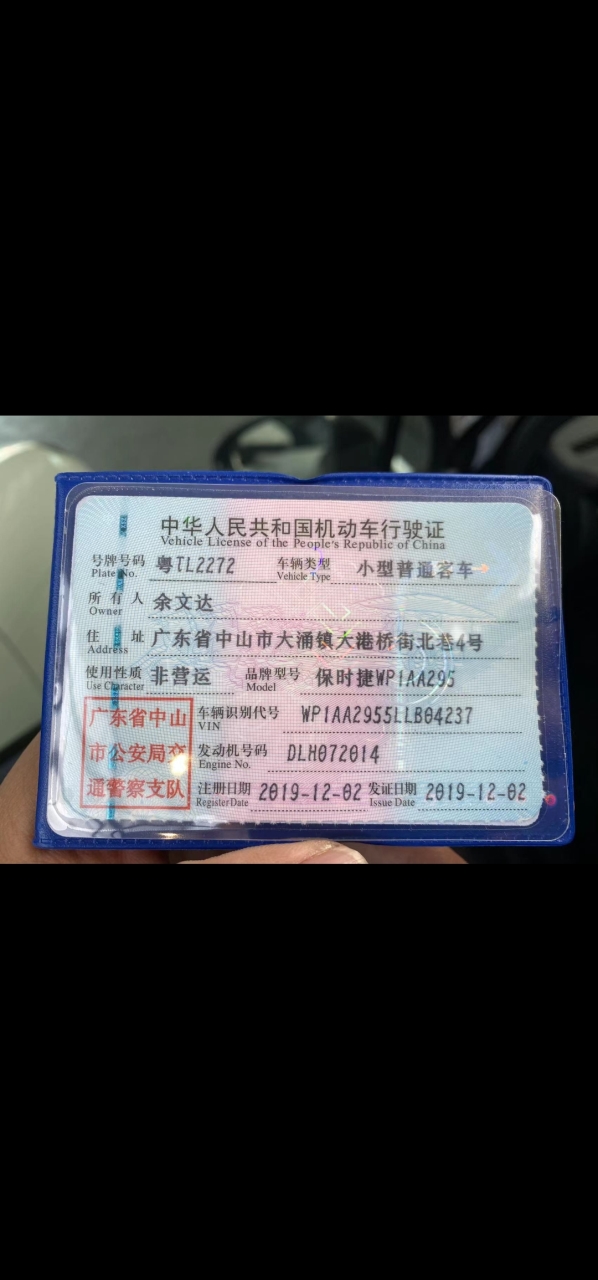 中华人民共和国机动车行驶证
Vehicle License of the People's Republic of China
号牌号码 粤TL2272 车辆类型 小型普通客车
Plate No. Vehicle Type
所有人 余文达
Owner
住址 广东省中山市大涌镇大港桥街北巷4号
Address
使用性质 非营运 品牌型号 保时捷WP1AA295
Use Character Model
广东省中山
市公安局交
通警察支队
车辆识别代号 WP1AA2955LLB04237
VIN
发动机号码 DLH072014
Engine No.
注册日期 2019-12-02 发证日期 2019-12-02
Register Date Issue Date